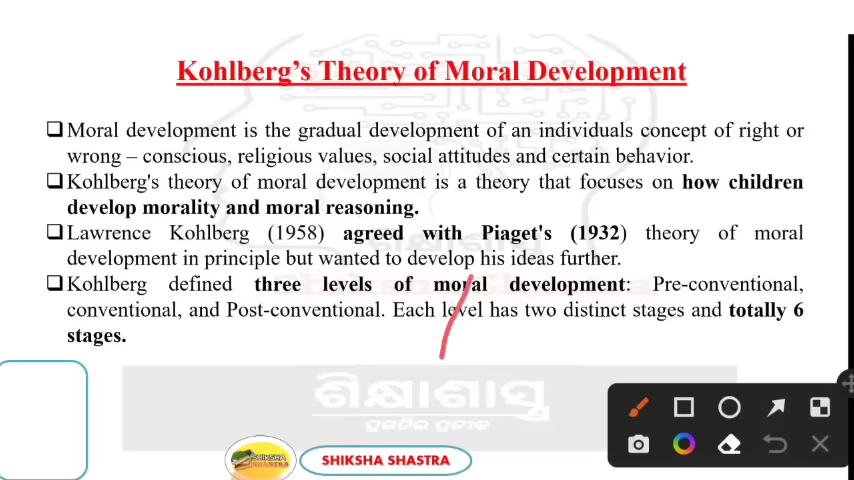 Kohlberg's Theory of Moral Development
❑Moral development is the gradual development of an individuals concept of right or
wrong – conscious, religious values, social attitudes and certain behavior.
❑Kohlberg's theory of moral development is a theory that focuses on how children
develop morality and moral reasoning.
❑Lawrence Kohlberg (1958) agreed with Piaget's (1932) theory of moral
development in principle but wanted to develop his ideas further.
❑Kohlberg defined three levels of moral development: Pre-conventional,
conventional, and Post-conventional. Each level has two distinct stages and totally 6
stages.
ଶିକ୍ଷାଶାସ୍ତ୍ର
SHIKSHA
SHASTRA
SHIKSHA SHASTRA